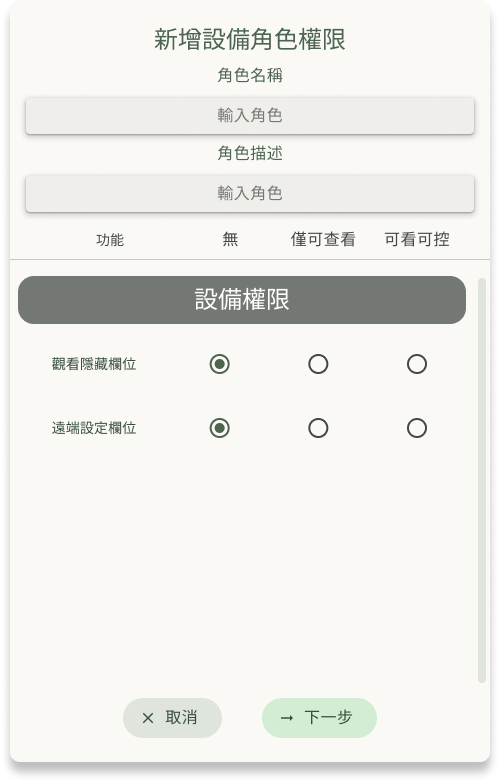 新增設備角色權限
角色名稱
輸入角色
角色描述
輸入角色
功能 無 僅可查看 可看可控
設備權限
觀看隱藏欄位
遠端設定欄位
取消 下一步